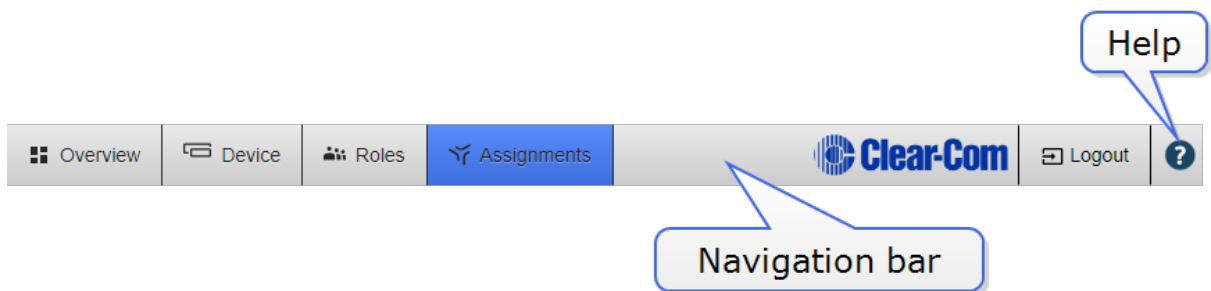 Help
Overview
Device
Roles
Assignments
Clear-Com
Logout
?
Navigation bar